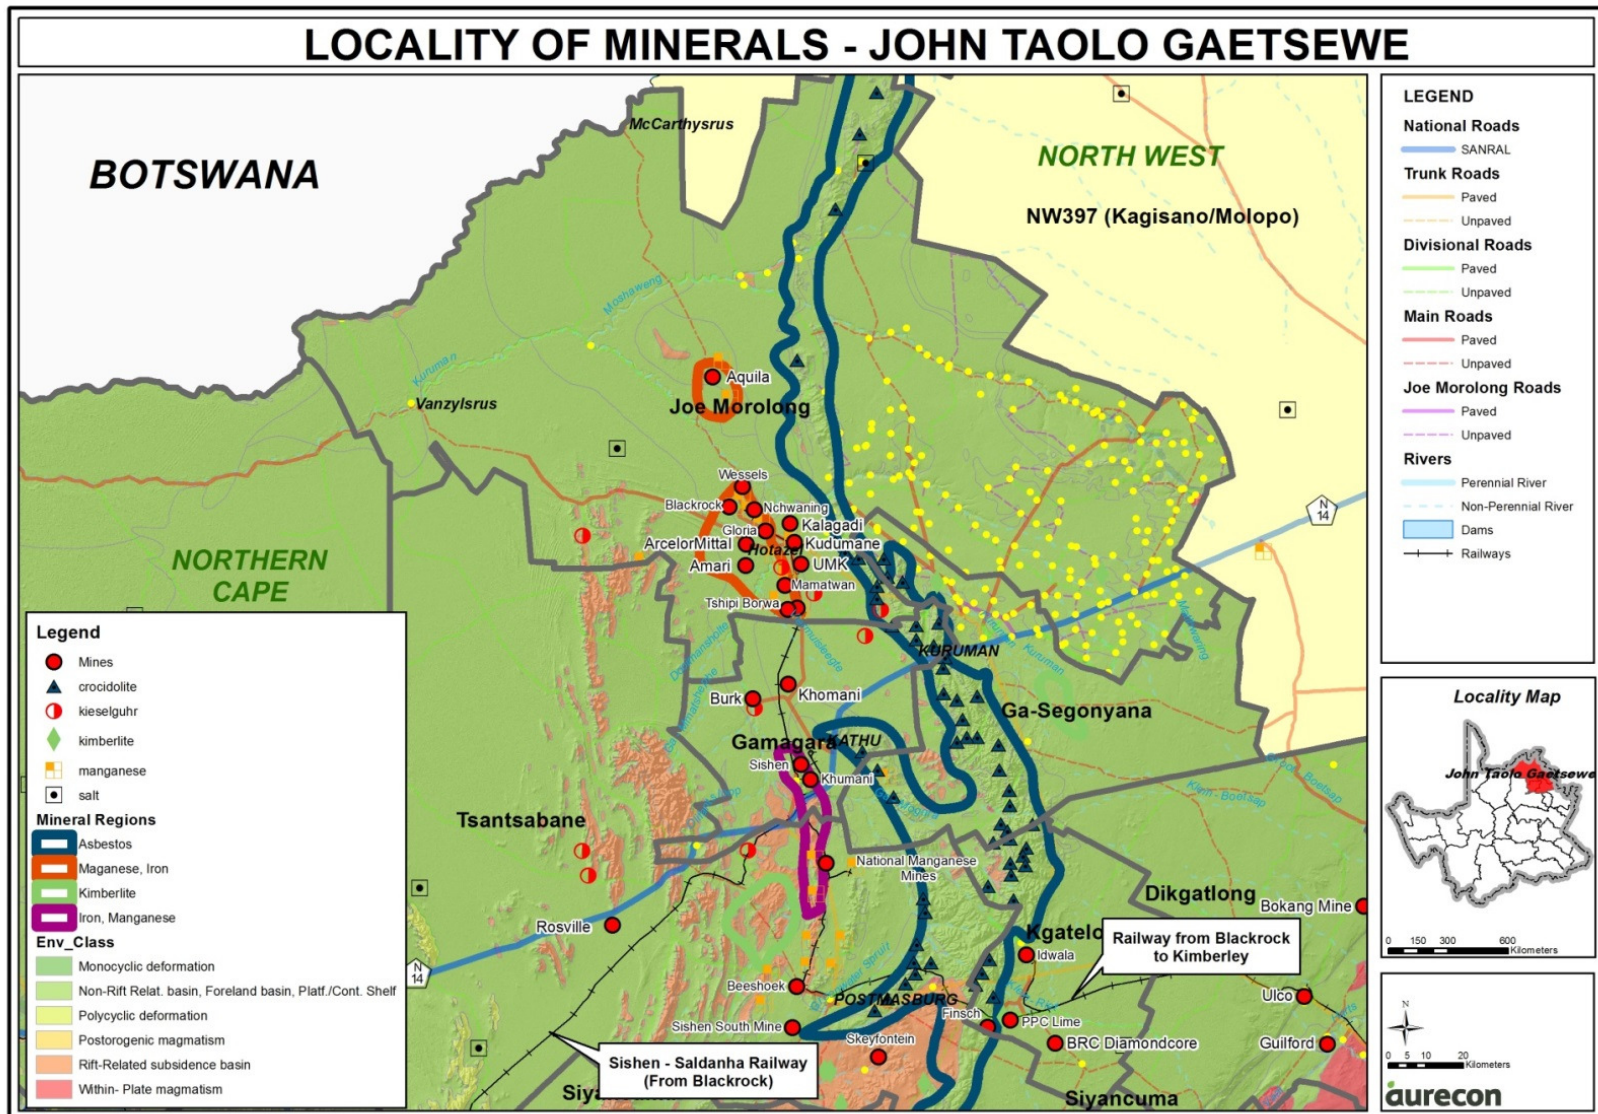 LOCALITY OF MINERALS - JOHN TAOLO GAETSEWE
BOTSWANA
McCarthysrus
NORTH WEST
NW397 (Kagisano/Molopo)
Moshaweng
Kuruman
Vanzylsrus
Aquila
Joe Morolong
Wessels
Blackrock
Nchwaning
Gloria
Kalagadi
ArcelorMittal
Hotazel
Kudumane
Amari
UMK
Mamatwan
Tshipi Borwa
N
14
NORTHERN
CAPE
KURUMAN
Kuruman
Kuruman
Burk
Khomani
Ga-Segonyana
Gamagara
KATHU
Sishen
Khumani
Klein - Boetsap
Tsantsabane
National Manganese
Mines
Dikgatlong
Bokang Mine
Rosville
Kgatelo
Idwala
Railway from Blackrock
to Kimberley
N
14
Beeshoek
POSTMASBURG
Finsch
PPC Lime
Ulco
Sishen South Mine
Skeyfontein
BRC Diamondcore
Guilford
Sishen - Saldanha Railway
(From Blackrock)
Siyancuma
Legend
Mines
crocidolite
kieselguhr
kimberlite
manganese
salt
Mineral Regions
Asbestos
Maganese, Iron
Kimberlite
Iron, Manganese
Env_Class
Monocyclic deformation
Non-Rift Relat. basin, Foreland basin, Platf./Cont. Shelf
Polycyclic deformation
Postorogenic magmatism
Rift-Related subsidence basin
Within- Plate magmatism
LEGEND
National Roads
SANRAL
Trunk Roads
Paved
Unpaved
Divisional Roads
Paved
Unpaved
Main Roads
Paved
Unpaved
Joe Morolong Roads
Paved
Unpaved
Rivers
Perennial River
Non-Perennial River
Dams
Railways
Locality Map
John Taolo Gaetsewe
0 150 300 600
Kilometers
N
0 5 10 20
Kilometers
aurecon